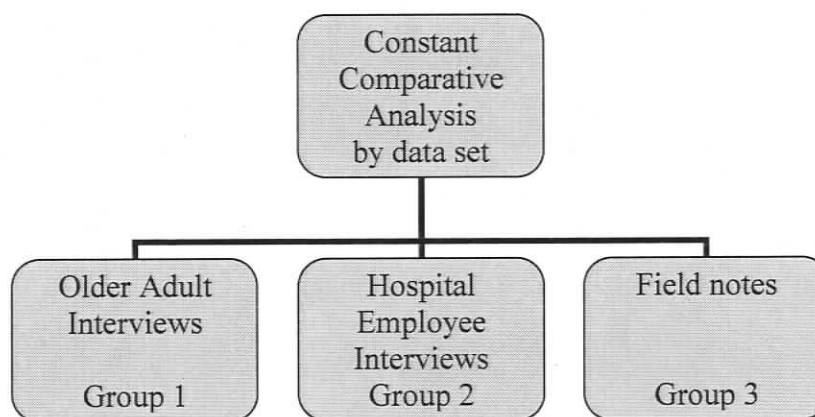 Constant
Comparative
Analysis
by data set
Older Adult
Interviews
Group 1
Hospital
Employee
Interviews
Group 2
Field notes
Group 3